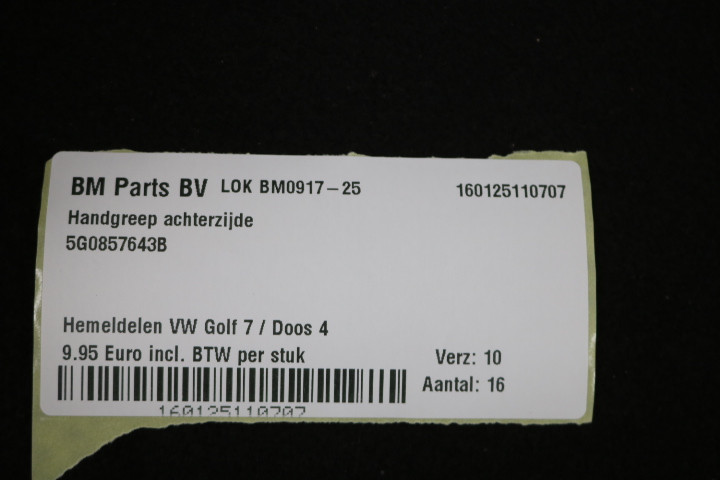 BM Parts BV LOK BM0917-25 160125110707
Handgreep achterzijde
5G0857643B
Hemeldelen VW Golf 7 / Doos 4
9.95 Euro incl. BTW per stuk Verz: 10
Aantal: 16
160125110707